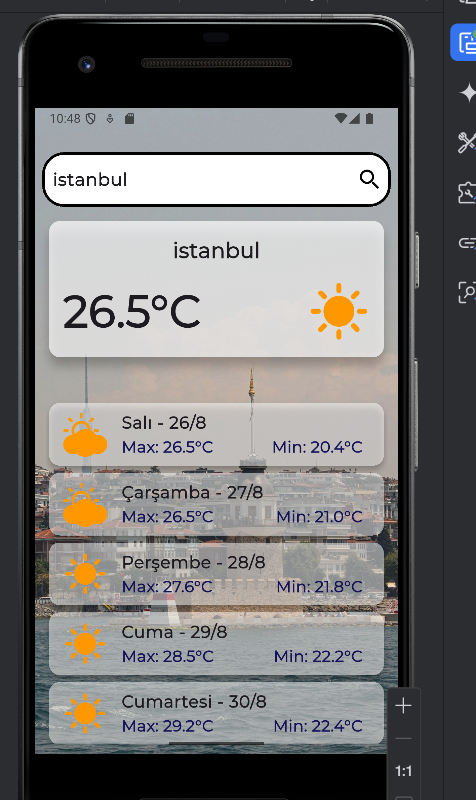 10:48
istanbul
istanbul
26.5°C
Salı - 26/8
Max: 26.5°C Min: 20.4°C
Çarşamba - 27/8
Max: 26.5°C Min: 21.0°C
Perşembe - 28/8
Max: 27.6°C Min: 21.8°C
Cuma - 29/8
Max: 28.5°C Min: 22.2°C
Cumartesi - 30/8
Max: 29.2°C Min: 22.4°C
1:1